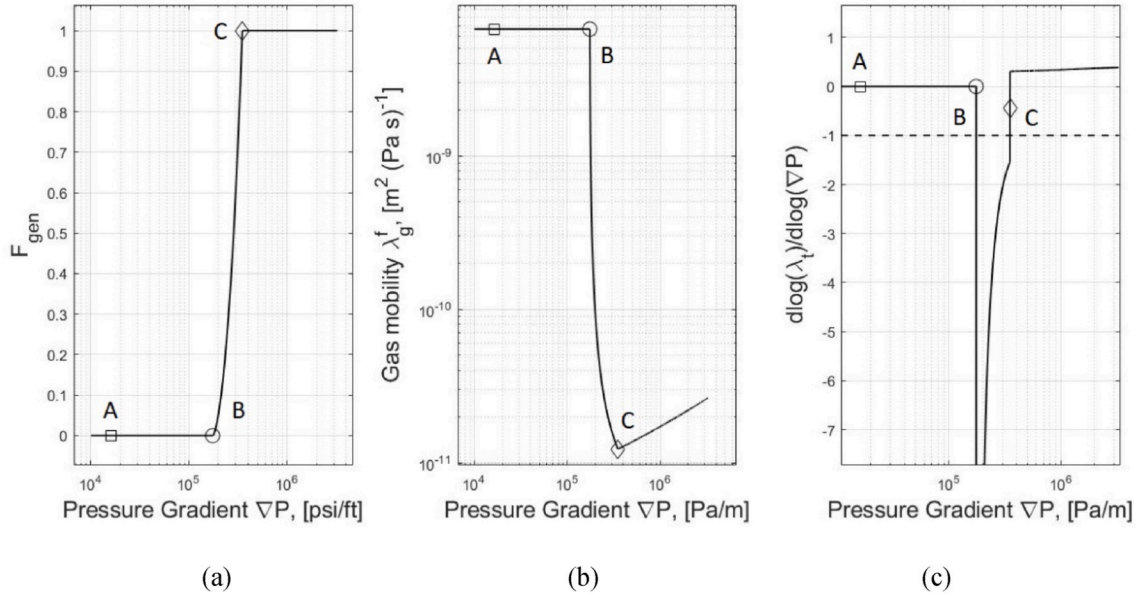 1
0.9
0.8
0.7
0.6
0.5
0.4
0.3
0.2
0.1
0
F_gen
A
B
C
10^4
10^5
10^6
Pressure Gradient ∇P, [psi/ft]
(a)
10^-9
10^-10
10^-11
Gas mobility λ_g^f, [m^2 (Pa s)^-1]
A
B
C
10^4
10^5
10^6
Pressure Gradient ∇P, [Pa/m]
(b)
1
0
-1
-2
-3
-4
-5
-6
-7
dlog(λ_t)/dlog(∇P)
A
B
C
10^5
10^6
Pressure Gradient ∇P, [Pa/m]
(c)